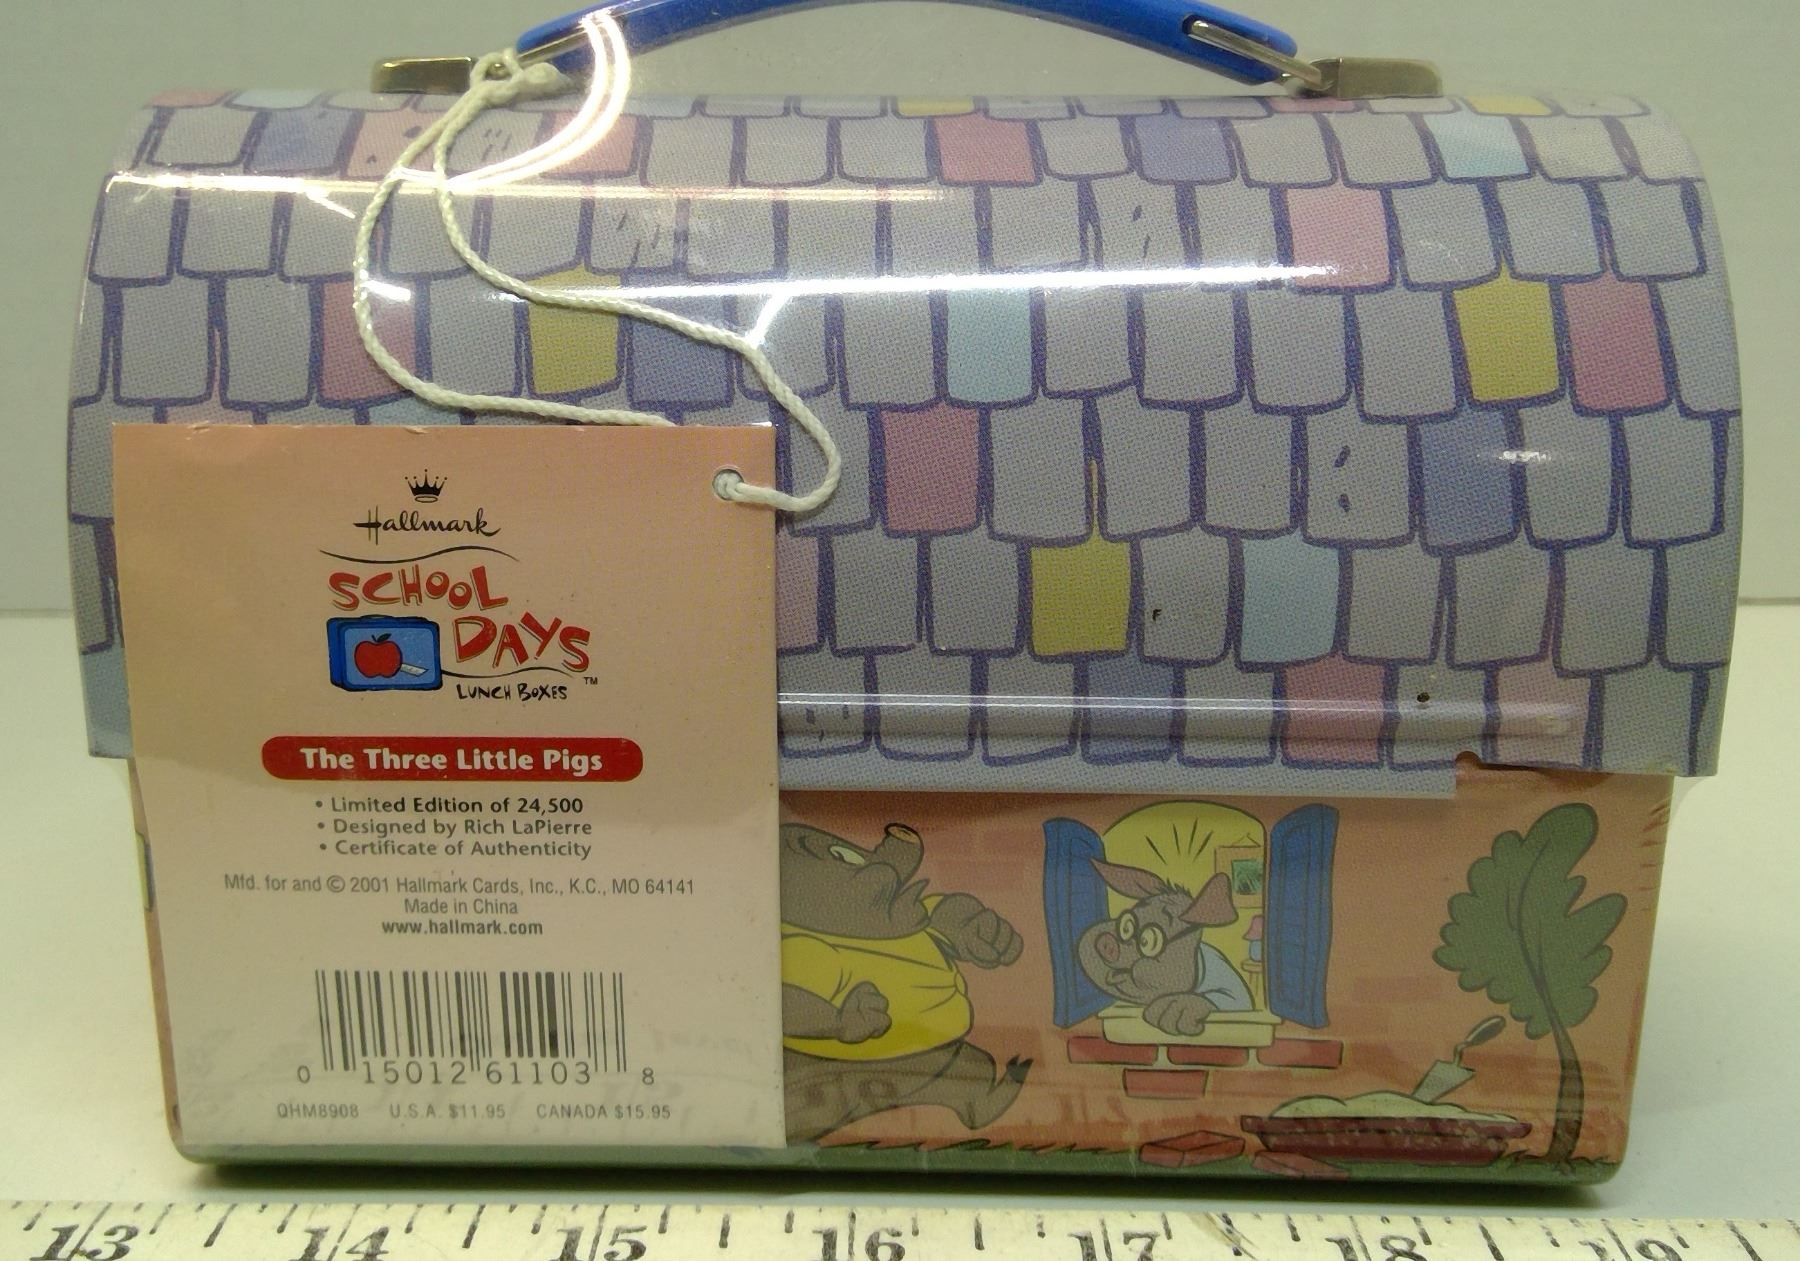 Hallmark
SCHOOL
DAYS
LUNCH BOXES ™
The Three Little Pigs
• Limited Edition of 24,500
• Designed by Rich LaPierre
• Certificate of Authenticity
Mfd. for and © 2001 Hallmark Cards, Inc., K.C., MO 64141
Made in China
www.hallmark.com
0 15012 61103 8
QHM8908 U.S.A. $11.95 CANADA $15.95
13 14 15 16 17 18 19